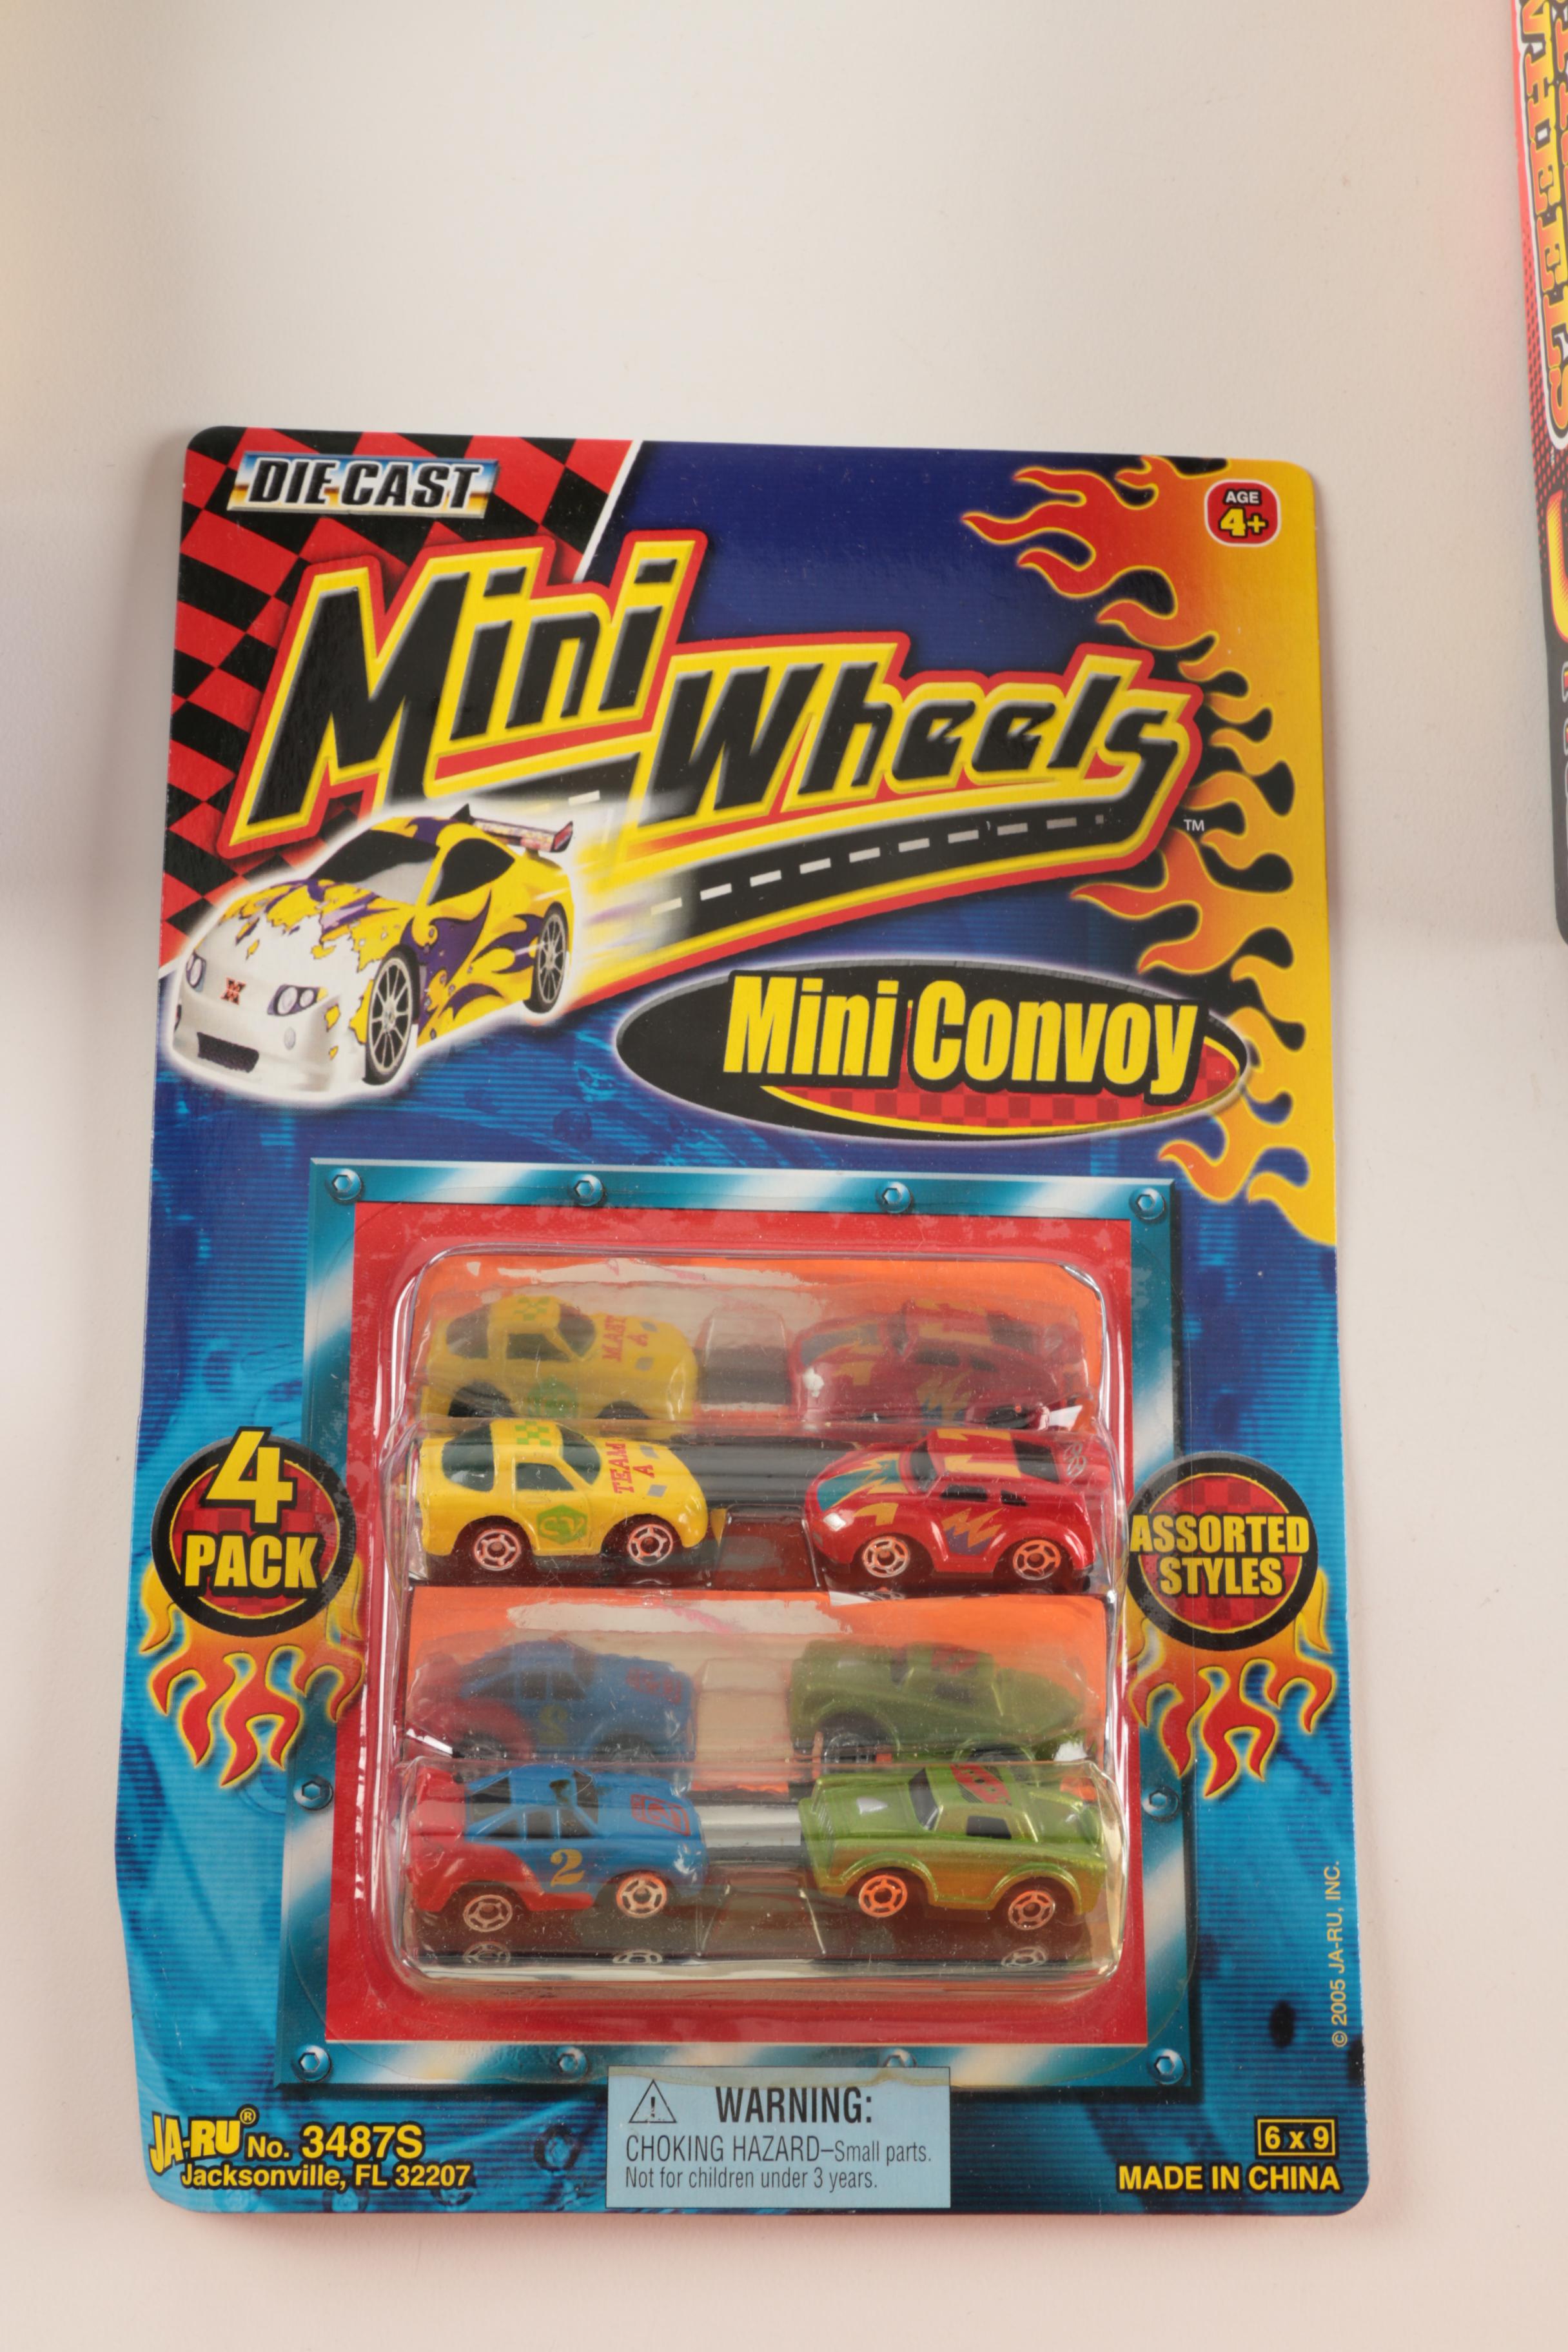 DIE CAST
AGE
4+
Mini
Wheels
TM
Mini Convoy
TEAM
A
4
PACK
ASSORTED
STYLES
2
© 2005 JA-RU, INC.
WARNING:
CHOKING HAZARD–Small parts.
Not for children under 3 years.
JA-RU® No. 3487S
Jacksonville, FL 32207
6 x 9
MADE IN CHINA
WHEELS